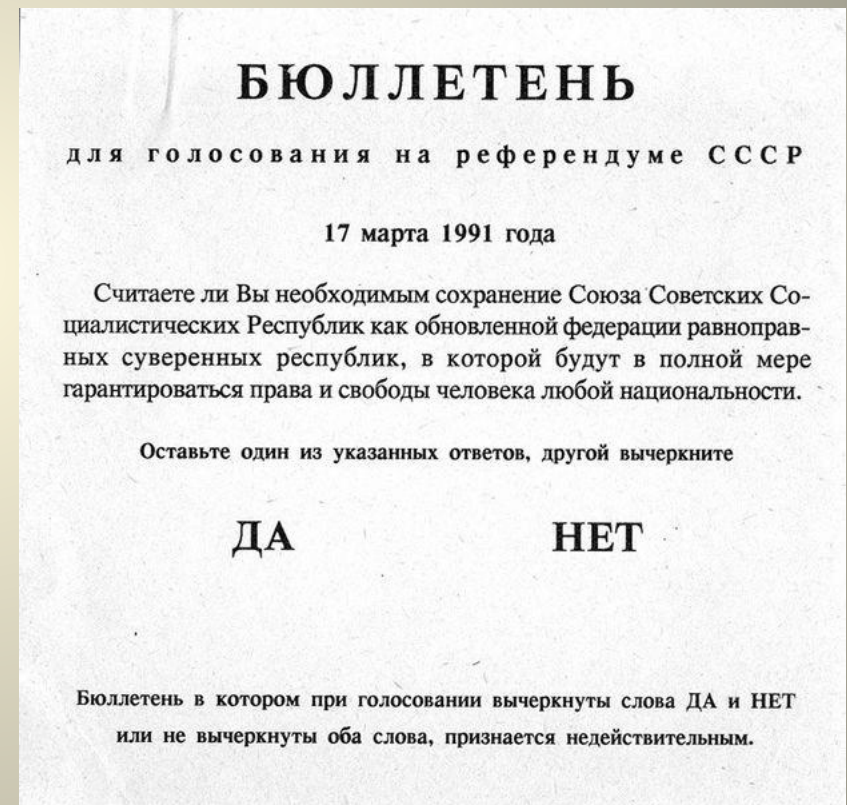 БЮЛЛЕТЕНЬ
для голосования на референдуме СССР
17 марта 1991 года
Считаете ли Вы необходимым сохранение Союза Советских Со-
циалистических Республик как обновленной федерации равноправ-
ных суверенных республик, в которой будут в полной мере
гарантироваться права и свободы человека любой национальности.
Оставьте один из указанных ответов, другой вычеркните
ДА НЕТ
Бюллетень в котором при голосовании вычеркнуты слова ДА и НЕТ
или не вычеркнуты оба слова, признается недействительным.